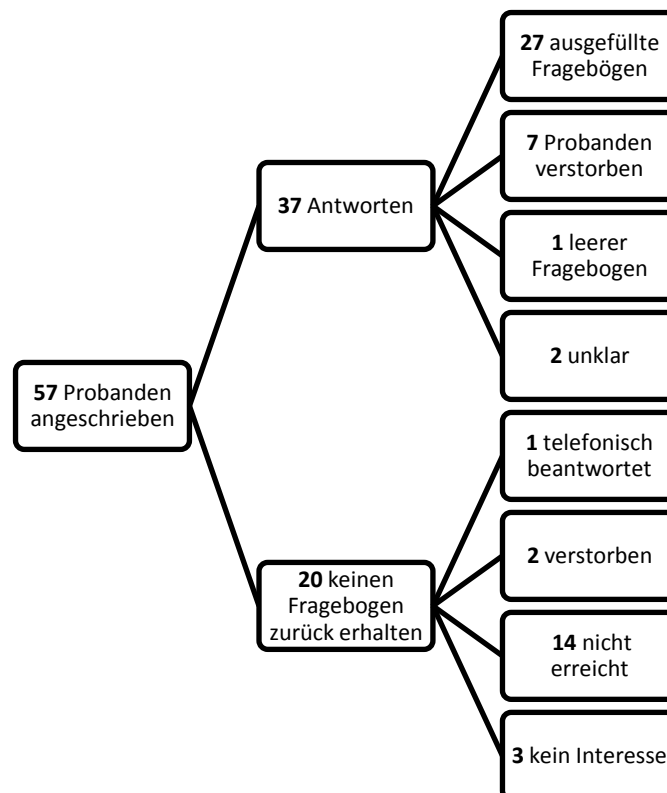 57 Probanden
angeschrieben
37 Antworten
27 ausgefüllte
Fragebögen
7 Probanden
verstorben
1 leerer
Fragebogen
2 unklar
20 keinen
Fragebogen
zurück erhalten
1 telefonisch
beantwortet
2 verstorben
14 nicht
erreicht
3 kein Interesse